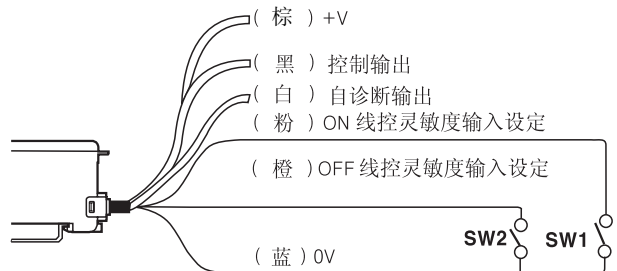 (棕)+V
(黑)控制输出
(白)自诊断输出
(粉)ON 线控灵敏度输入设定
(橙)OFF 线控灵敏度输入设定
SW2 SW1
(蓝)0V